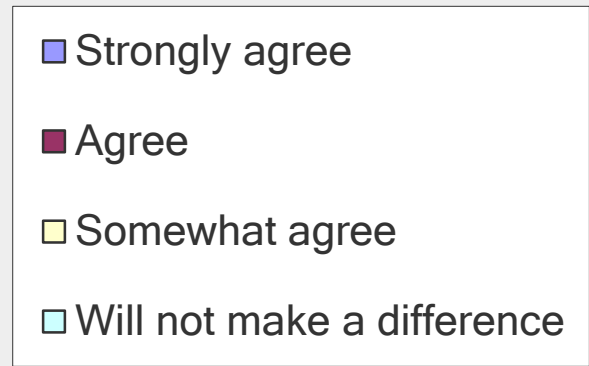 Strongly agree
Agree
Somewhat agree
Will not make a difference